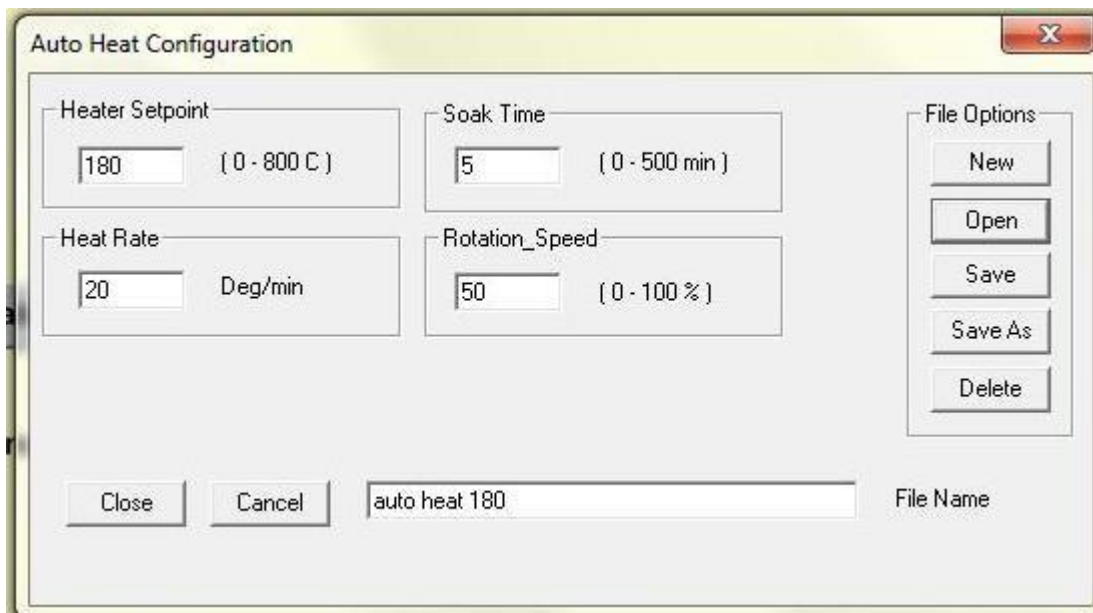 Auto Heat Configuration
Heater Setpoint
180 ( 0 - 800 C )
Soak Time
5 ( 0 - 500 min )
Heat Rate
20 Deg/min
Rotation_Speed
50 ( 0 - 100 % )
File Options
New
Open
Save
Save As
Delete
Close
Cancel
auto heat 180
File Name